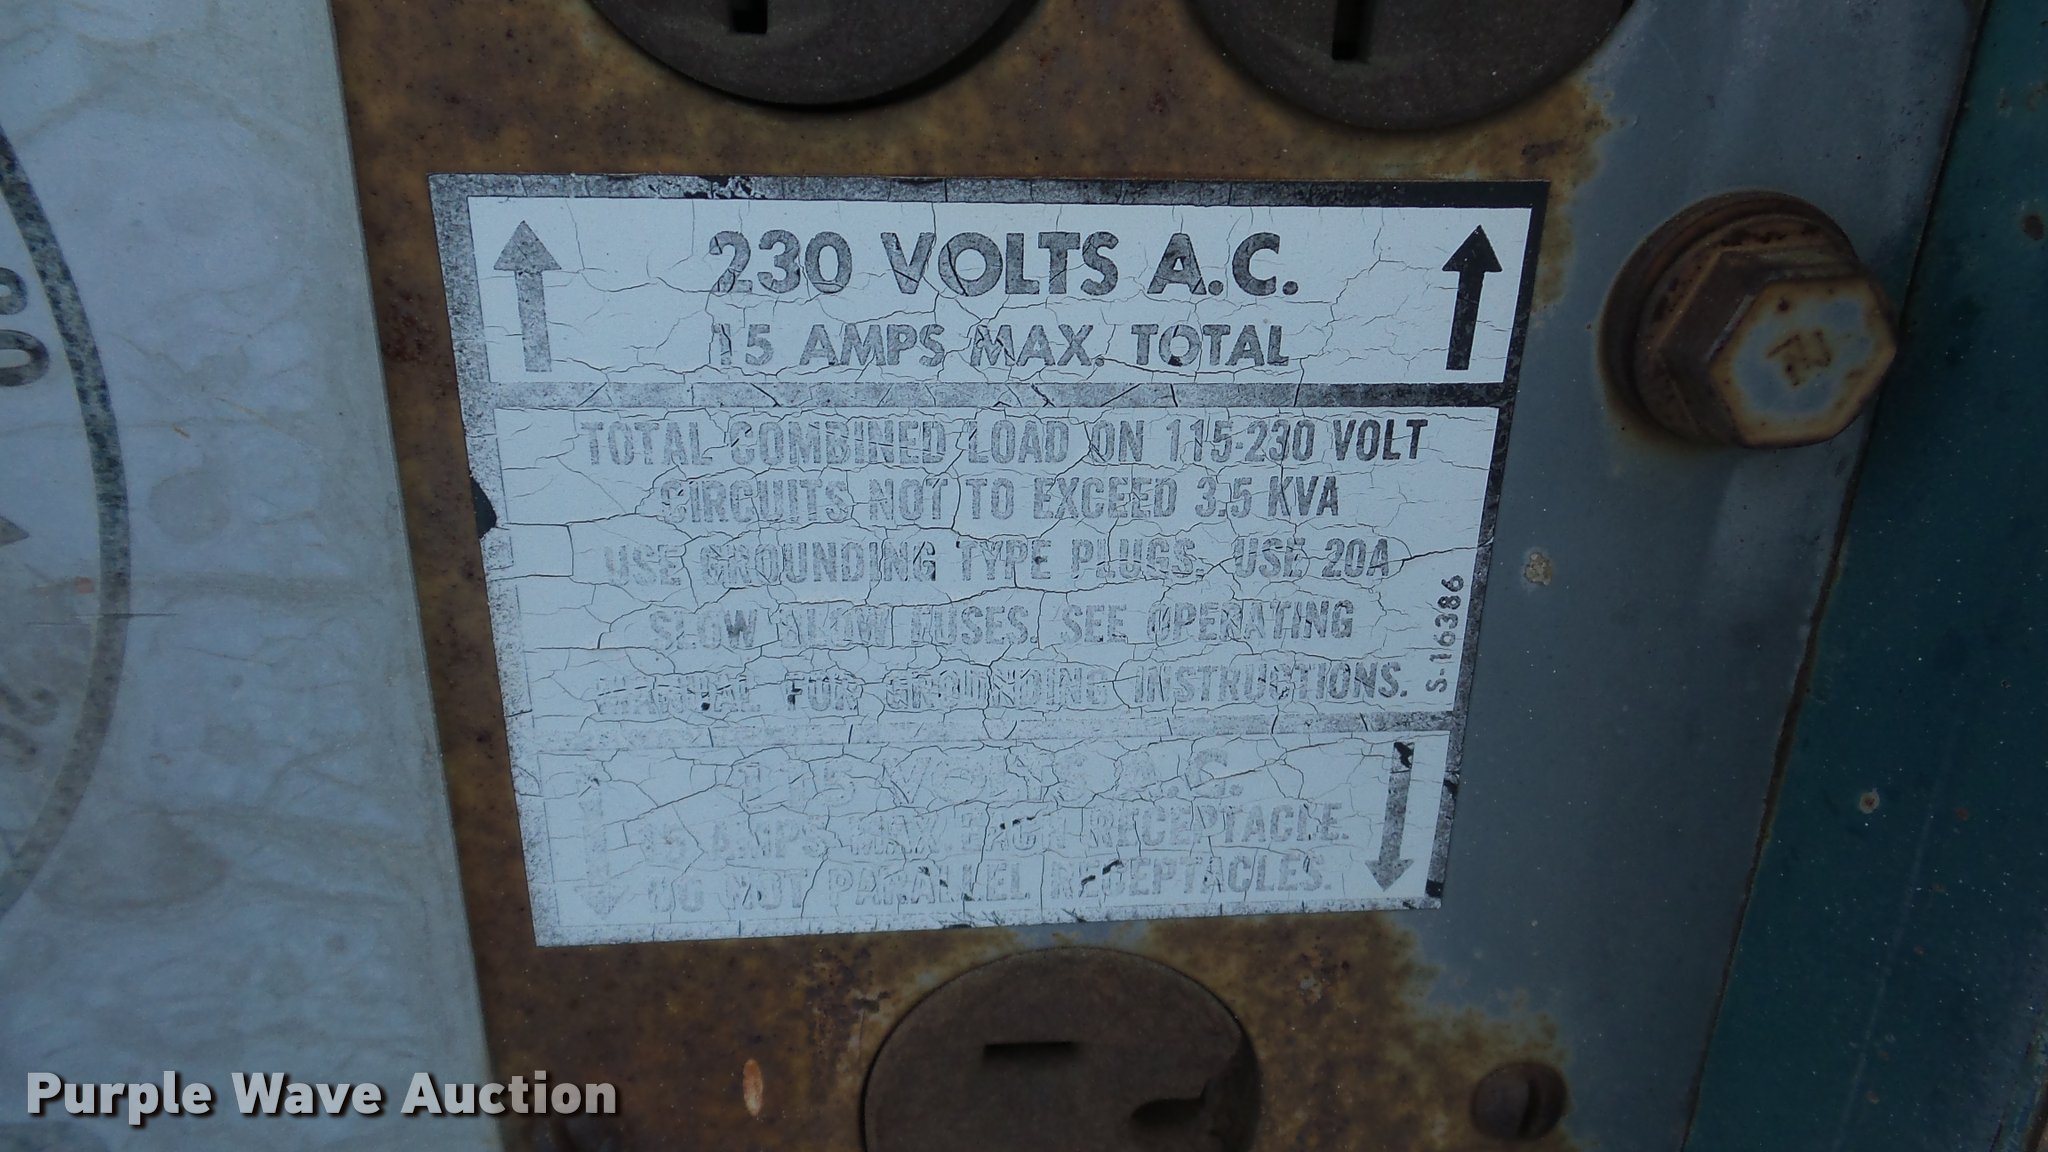 230 VOLTS A.C.
15 AMPS MAX. TOTAL
TOTAL COMBINED LOAD ON 115-230 VOLT
CIRCUITS NOT TO EXCEED 3.5 KVA
USE GROUNDING TYPE PLUGS. USE 20A
SLOW BLOW FUSES. SEE OPERATING
MANUAL FOR GROUNDING INSTRUCTIONS.
S-16386
115 VOLTS A.C.
15 AMPS MAX. EACH RECEPTACLE.
DO NOT PARALLEL RECEPTACLES.
Purple Wave Auction